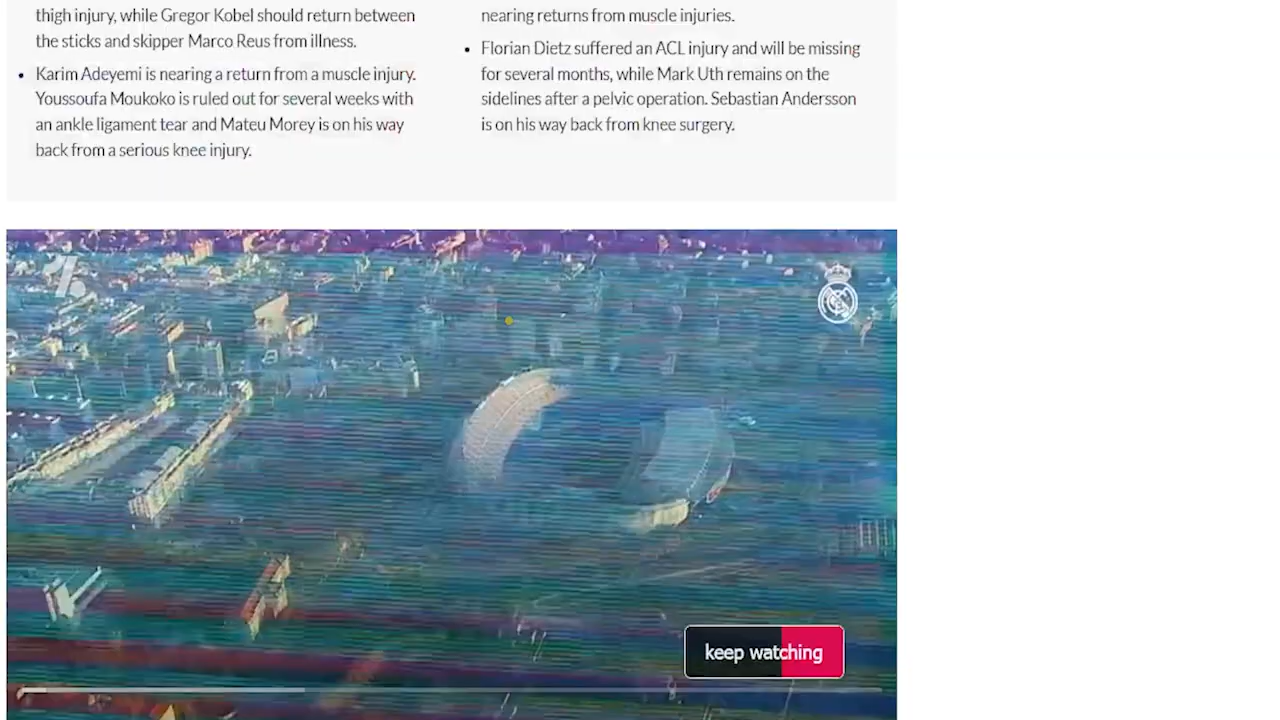 thigh injury, while Gregor Kobel should return between
the sticks and skipper Marco Reus from illness.
Karim Adeyemi is nearing a return from a muscle injury.
Youssoufa Moukoko is ruled out for several weeks with
an ankle ligament tear and Mateu Morey is on his way
back from a serious knee injury.
nearing returns from muscle injuries.
Florian Dietz suffered an ACL injury and will be missing
for several months, while Mark Uth remains on the
sidelines after a pelvic operation. Sebastian Andersson
is on his way back from knee surgery.
keep watching